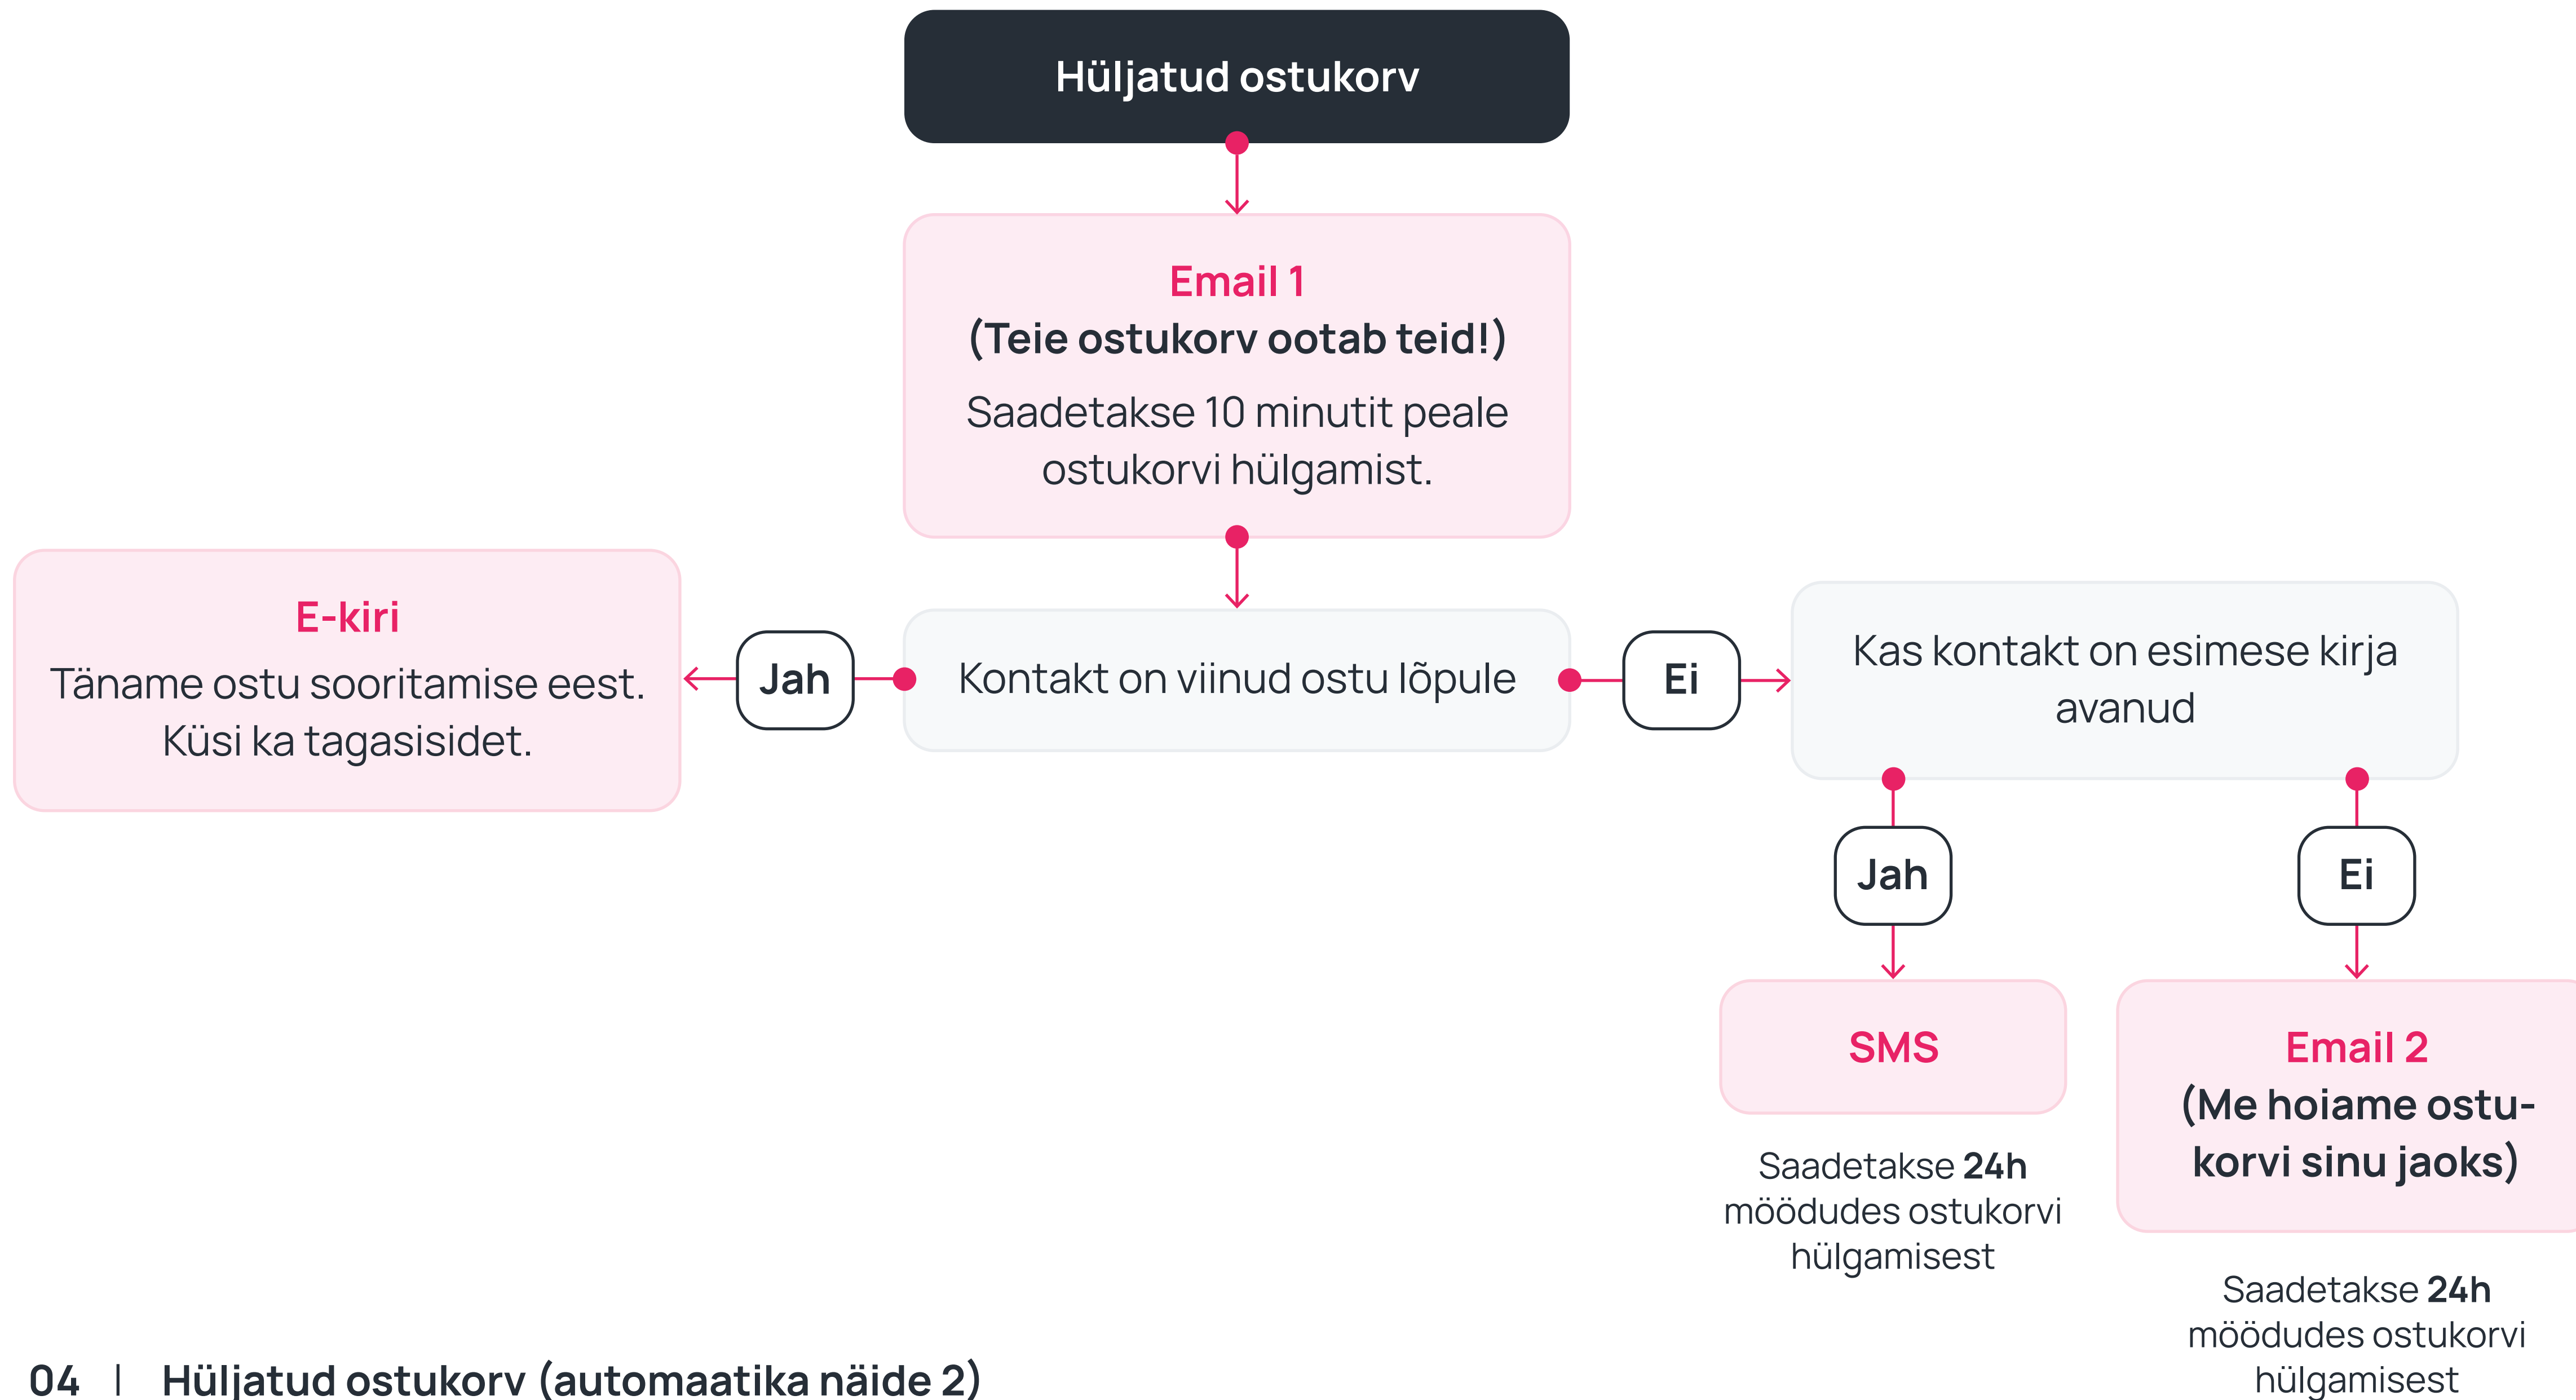 Hüljatud ostukorv
Email 1
(Teie ostukorv ootab teid!)
Saadetakse 10 minutit peale
ostukorvi hülgamist.
E-kiri
Täname ostu sooritamise eest.
Küsi ka tagasisidet.
Jah
Kontakt on viinud ostu lõpule
Ei
Kas kontakt on esimese kirja
avanud
Jah
Ei
SMS
Saadetakse 24h
möödudes ostukorvi
hülgamisest
Email 2
(Me hoiame ostu-
korvi sinu jaoks)
Saadetakse 24h
möödudes ostukorvi
hülgamisest
04 | Hüljatud ostukorv (automaatika näide 2)